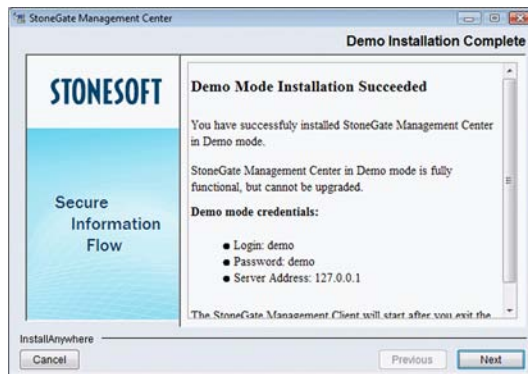 StoneGate Management Center
Demo Installation Complete
STONESOFT
Secure
Information
Flow
Demo Mode Installation Succeeded
You have successfuly installed StoneGate Management Center
in Demo mode.
StoneGate Management Center in Demo mode is fully
functional, but cannot be upgraded.
Demo mode credentials:
● Login: demo
● Password: demo
● Server Address: 127.0.0.1
The StoneGate Management Client will start after you exit the
InstallAnywhere
Cancel
Previous
Next